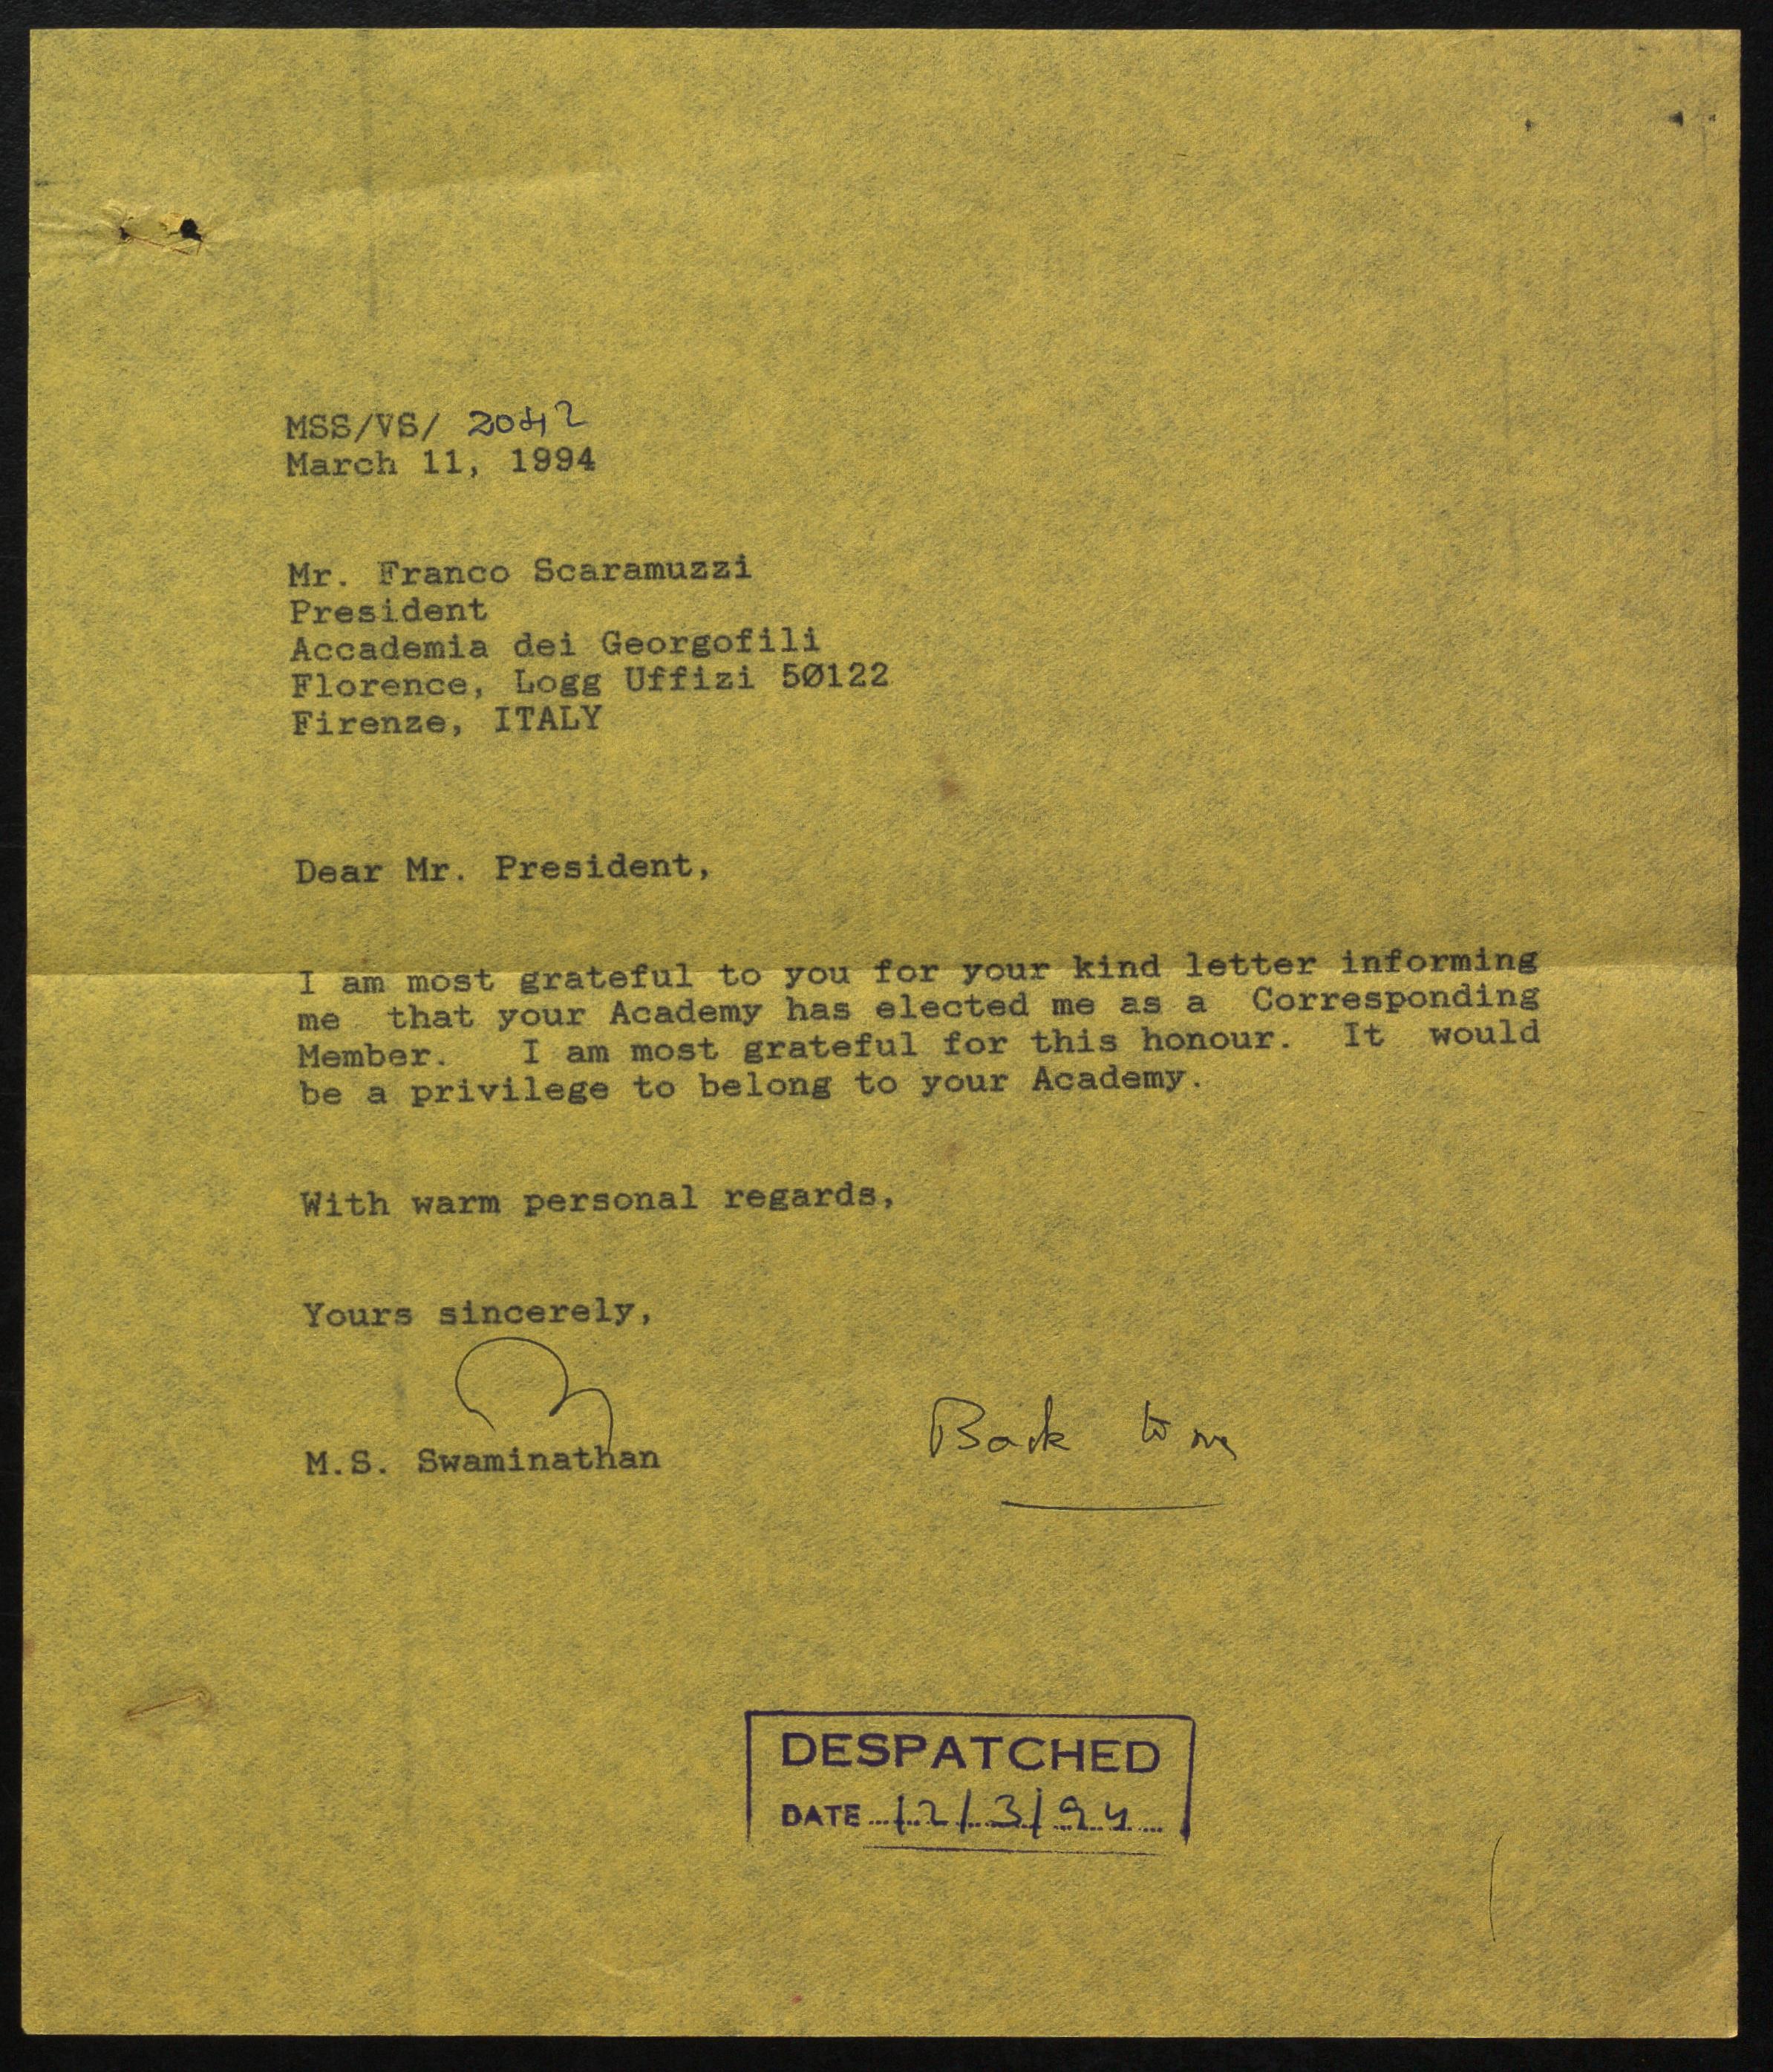 MSS/VS/ 2042
March 11, 1994
Mr. Franco Scaramuzzi
President
Accademia dei Georgofili
Florence, Logg Uffizi 50122
Firenze, ITALY
Dear Mr. President,
I am most grateful to you for your kind letter informing
me that your Academy has elected me as a Corresponding
Member. I am most grateful for this honour. It would
be a privilege to belong to your Academy.
With warm personal regards,
Yours sincerely,
M.S. Swaminathan
Back to me
DESPATCHED
DATE 12/3/94